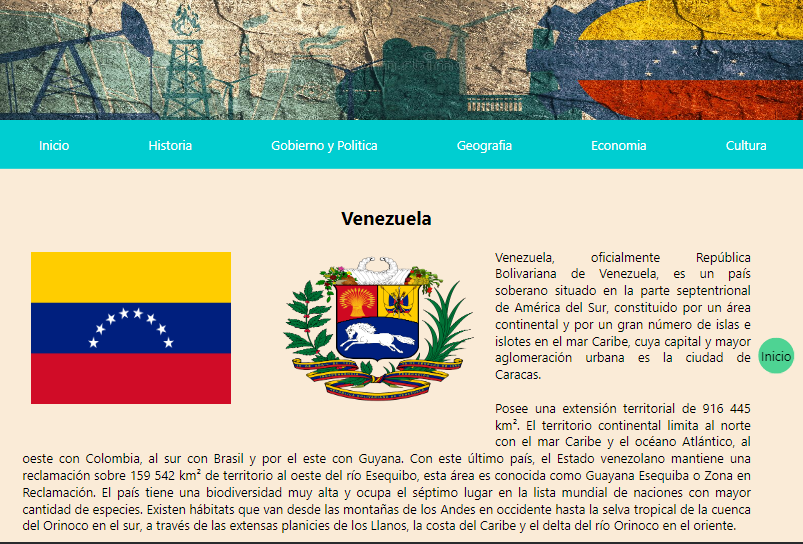 Inicio Historia Gobierno y Politica Geografia Economia Cultura
Venezuela
Venezuela, oficialmente República
Bolivariana de Venezuela, es un país
soberano situado en la parte septentrional
de América del Sur, constituido por un área
continental y por un gran número de islas e
islotes en el mar Caribe, cuya capital y mayor
aglomeración urbana es la ciudad de
Caracas.
Inicio
Posee una extensión territorial de 916 445
km². El territorio continental limita al norte
con el mar Caribe y el océano Atlántico, al
oeste con Colombia, al sur con Brasil y por el este con Guyana. Con este último país, el Estado venezolano mantiene una
reclamación sobre 159 542 km² de territorio al oeste del río Esequibo, esta área es conocida como Guayana Esequiba o Zona en
Reclamación. El país tiene una biodiversidad muy alta y ocupa el séptimo lugar en la lista mundial de naciones con mayor
cantidad de especies. Existen hábitats que van desde las montañas de los Andes en occidente hasta la selva tropical de la cuenca
del Orinoco en el sur, a través de las extensas planicies de los Llanos, la costa del Caribe y el delta del río Orinoco en el oriente.